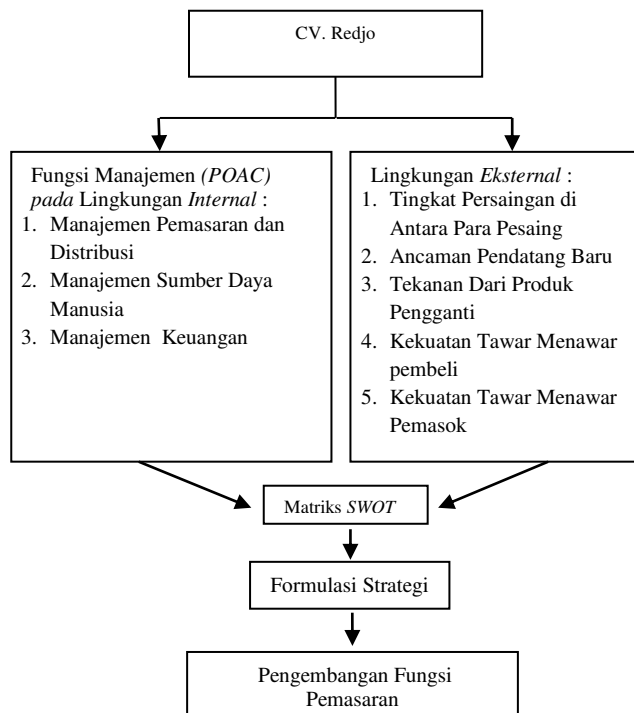 CV. Redjo
Fungsi Manajemen (POAC)
pada Lingkungan Internal :
1. Manajemen Pemasaran dan
Distribusi
2. Manajemen Sumber Daya
Manusia
3. Manajemen Keuangan
Lingkungan Eksternal :
1. Tingkat Persaingan di
Antara Para Pesaing
2. Ancaman Pendatang Baru
3. Tekanan Dari Produk
Pengganti
4. Kekuatan Tawar Menawar
pembeli
5. Kekuatan Tawar Menawar
Pemasok
Matriks SWOT
Formulasi Strategi
Pengembangan Fungsi
Pemasaran